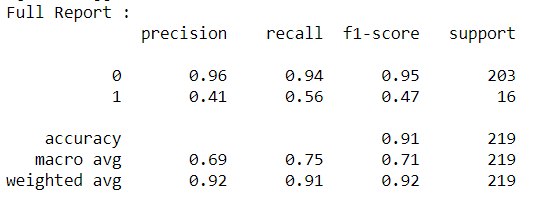 Full Report :
precision recall f1-score support
0 0.96 0.94 0.95 203
1 0.41 0.56 0.47 16
accuracy 0.91 219
macro avg 0.69 0.75 0.71 219
weighted avg 0.92 0.91 0.92 219